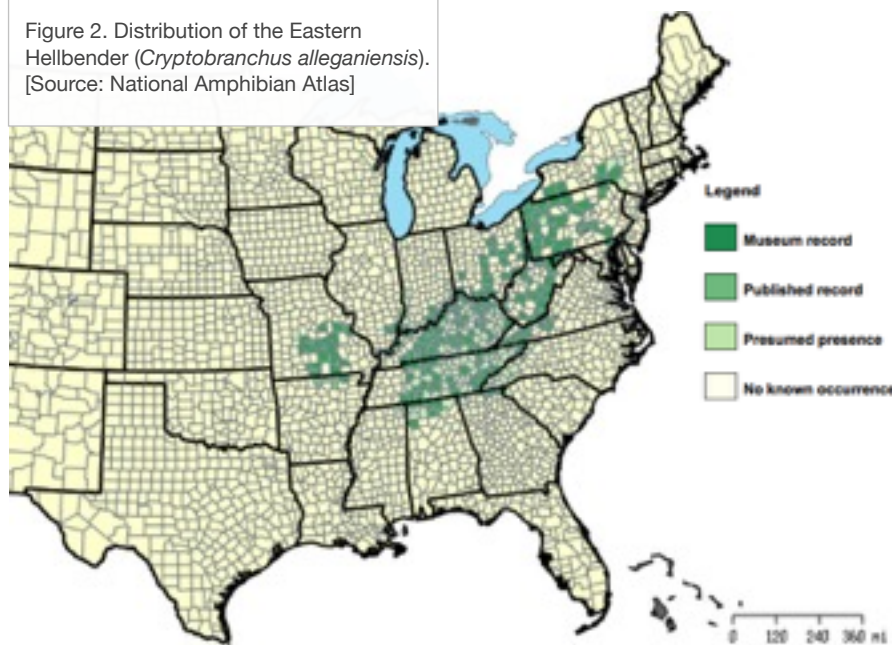 Figure 2. Distribution of the Eastern
Hellbender (Cryptobranchus alleganiensis).
[Source: National Amphibian Atlas]
Legend
Museum record
Published record
Presumed presence
No known occurrence
0 120 240 360 mi